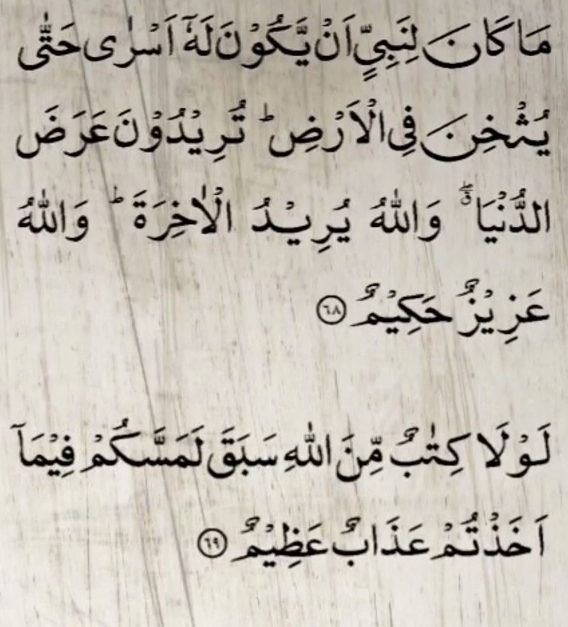 مَا كَانَ لِنَبِيٍّ اَنْ يَّكُوْنَ لَهٗۤ اَسْرٰى حَتّٰى
يُثْخِنَ فِى الْاَرْضِ ؕ تُرِيْدُوْنَ عَرَضَ
الدُّنْيَا ۖۗ وَاللّٰهُ يُرِيْدُ الْاٰخِرَةَ ؕ وَاللّٰهُ
عَزِيْزٌ حَكِيْمٌ ٦٨
لَوْلَا كِتٰبٌ مِّنَ اللّٰهِ سَبَقَ لَمَسَّكُمْ فِيْمَاۤ
اَخَذْتُمْ عَذَابٌ عَظِيْمٌ ٦٩